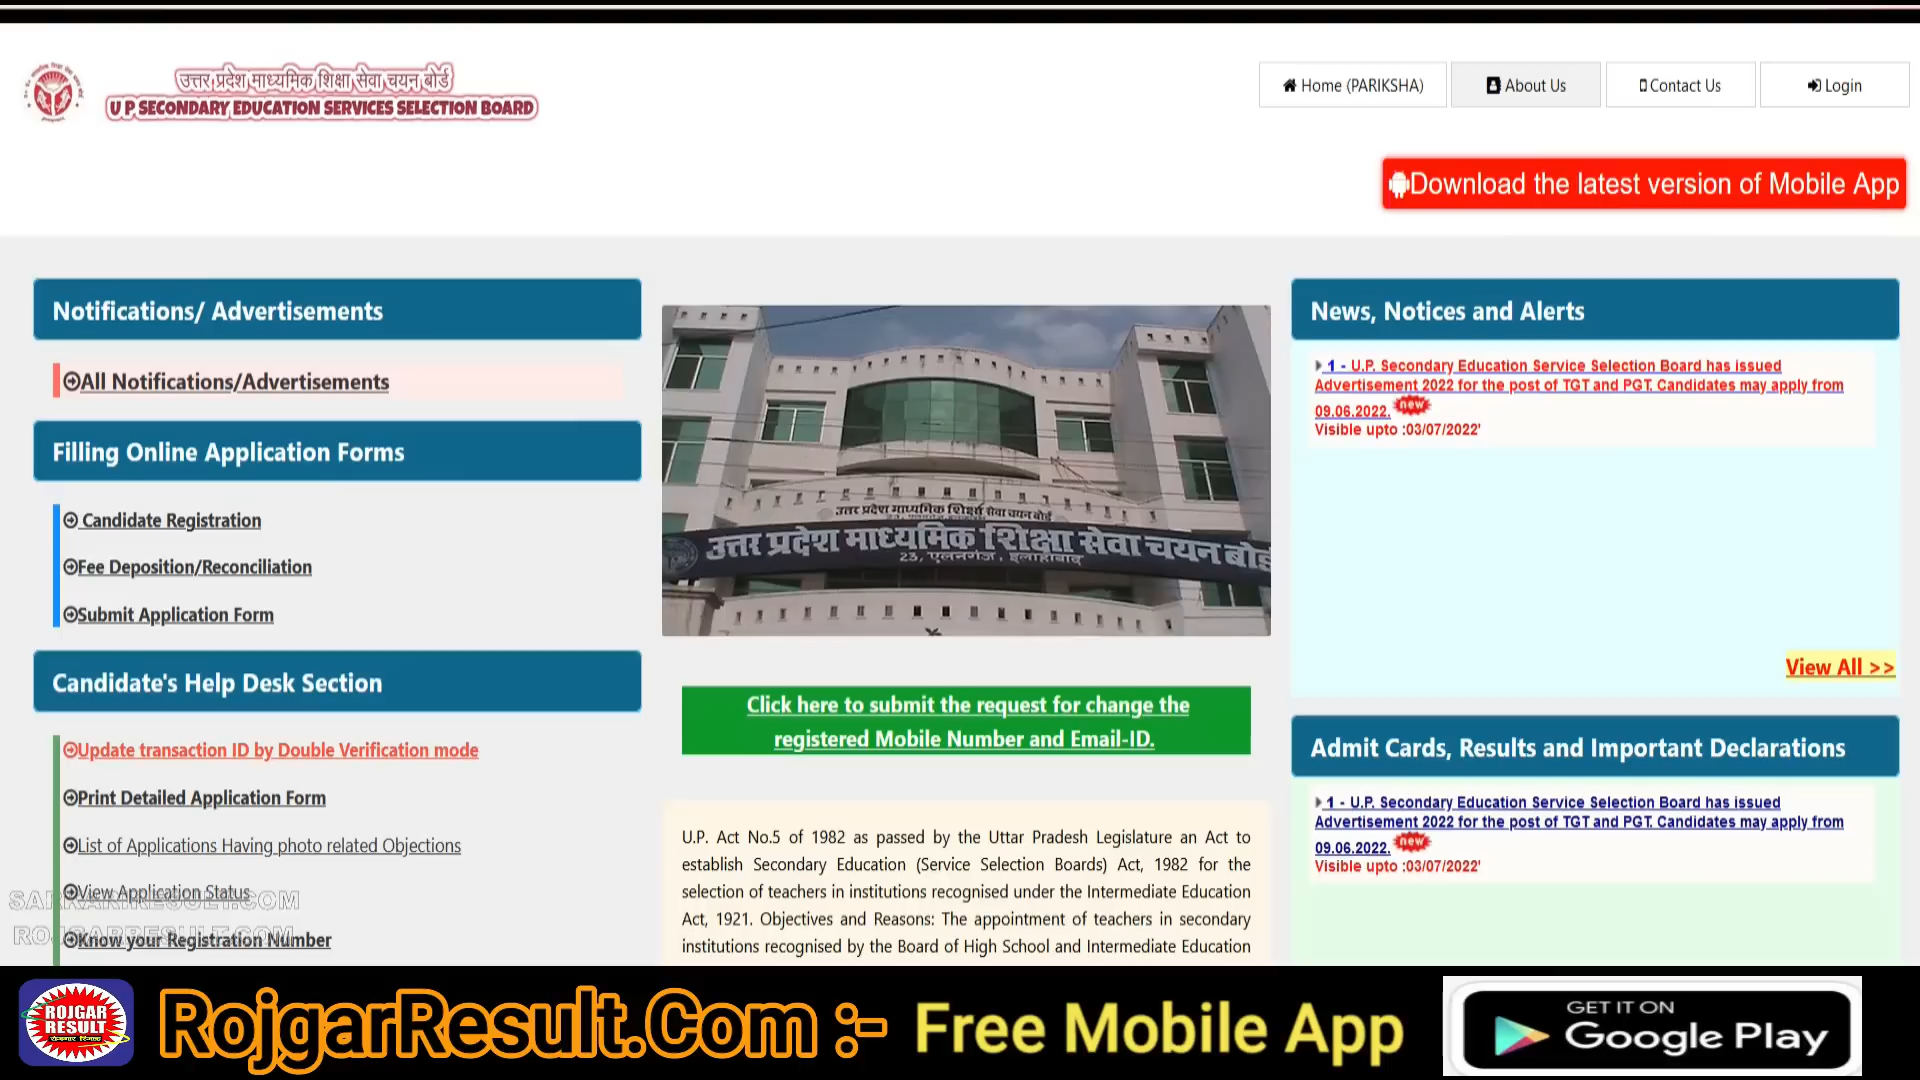 उत्तर प्रदेश माध्यमिक शिक्षा सेवा चयन बोर्ड
U P SECONDARY EDUCATION SERVICES SELECTION BOARD
Home (PARIKSHA)
About Us
Contact Us
Login
Download the latest version of Mobile App
Notifications/ Advertisements
All Notifications/Advertisements
Filling Online Application Forms
Candidate Registration
Fee Deposition/Reconciliation
Submit Application Form
Candidate's Help Desk Section
Update transaction ID by Double Verification mode
Print Detailed Application Form
List of Applications Having photo related Objections
View Application Status
SARKARIRESULT.COM
ROJGARRESULT.COM
Know your Registration Number
उत्तर प्रदेश माध्यमिक शिक्षा सेवा चयन बोर्ड
उत्तर प्रदेश माध्यमिक शिक्षा सेवा चयन बोर्ड
23, एलनगंज, इलाहाबाद
Click here to submit the request for change the
registered Mobile Number and Email-ID.
U.P. Act No.5 of 1982 as passed by the Uttar Pradesh Legislature an Act to
establish Secondary Education (Service Selection Boards) Act, 1982 for the
selection of teachers in institutions recognised under the Intermediate Education
Act, 1921. Objectives and Reasons: The appointment of teachers in secondary
institutions recognised by the Board of High School and Intermediate Education
News, Notices and Alerts
1 - U.P. Secondary Education Service Selection Board has issued
Advertisement 2022 for the post of TGT and PGT. Candidates may apply from
09.06.2022. new
Visible upto :03/07/2022'
View All >>
Admit Cards, Results and Important Declarations
1 - U.P. Secondary Education Service Selection Board has issued
Advertisement 2022 for the post of TGT and PGT. Candidates may apply from
09.06.2022. new
Visible upto :03/07/2022'
ROJGAR
RESULT
रोजगार रिजल्ट
RojgarResult.Com :-
Free Mobile App
GET IT ON
Google Play